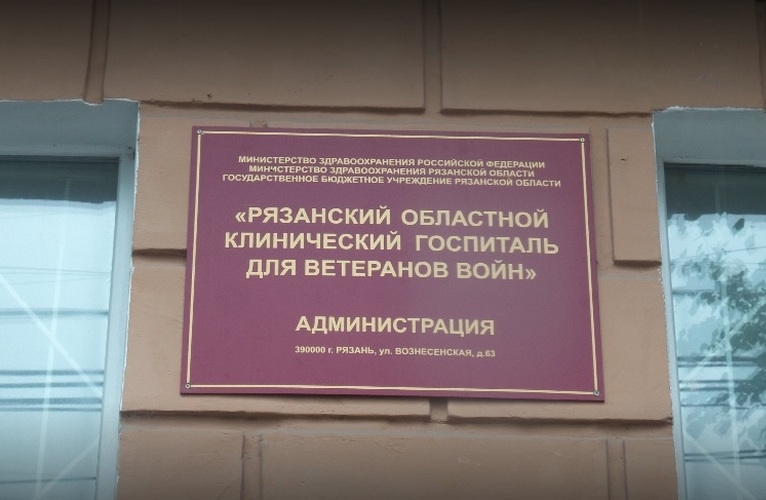 МИНИСТЕРСТВО ЗДРАВООХРАНЕНИЯ РОССИЙСКОЙ ФЕДЕРАЦИИ
МИНИСТЕРСТВО ЗДРАВООХРАНЕНИЯ РЯЗАНСКОЙ ОБЛАСТИ
ГОСУДАРСТВЕННОЕ БЮДЖЕТНОЕ УЧРЕЖДЕНИЕ РЯЗАНСКОЙ ОБЛАСТИ
«РЯЗАНСКИЙ ОБЛАСТНОЙ
КЛИНИЧЕСКИЙ ГОСПИТАЛЬ
ДЛЯ ВЕТЕРАНОВ ВОЙН»
АДМИНИСТРАЦИЯ
390000 г. РЯЗАНЬ, ул. ВОЗНЕСЕНСКАЯ, д.63